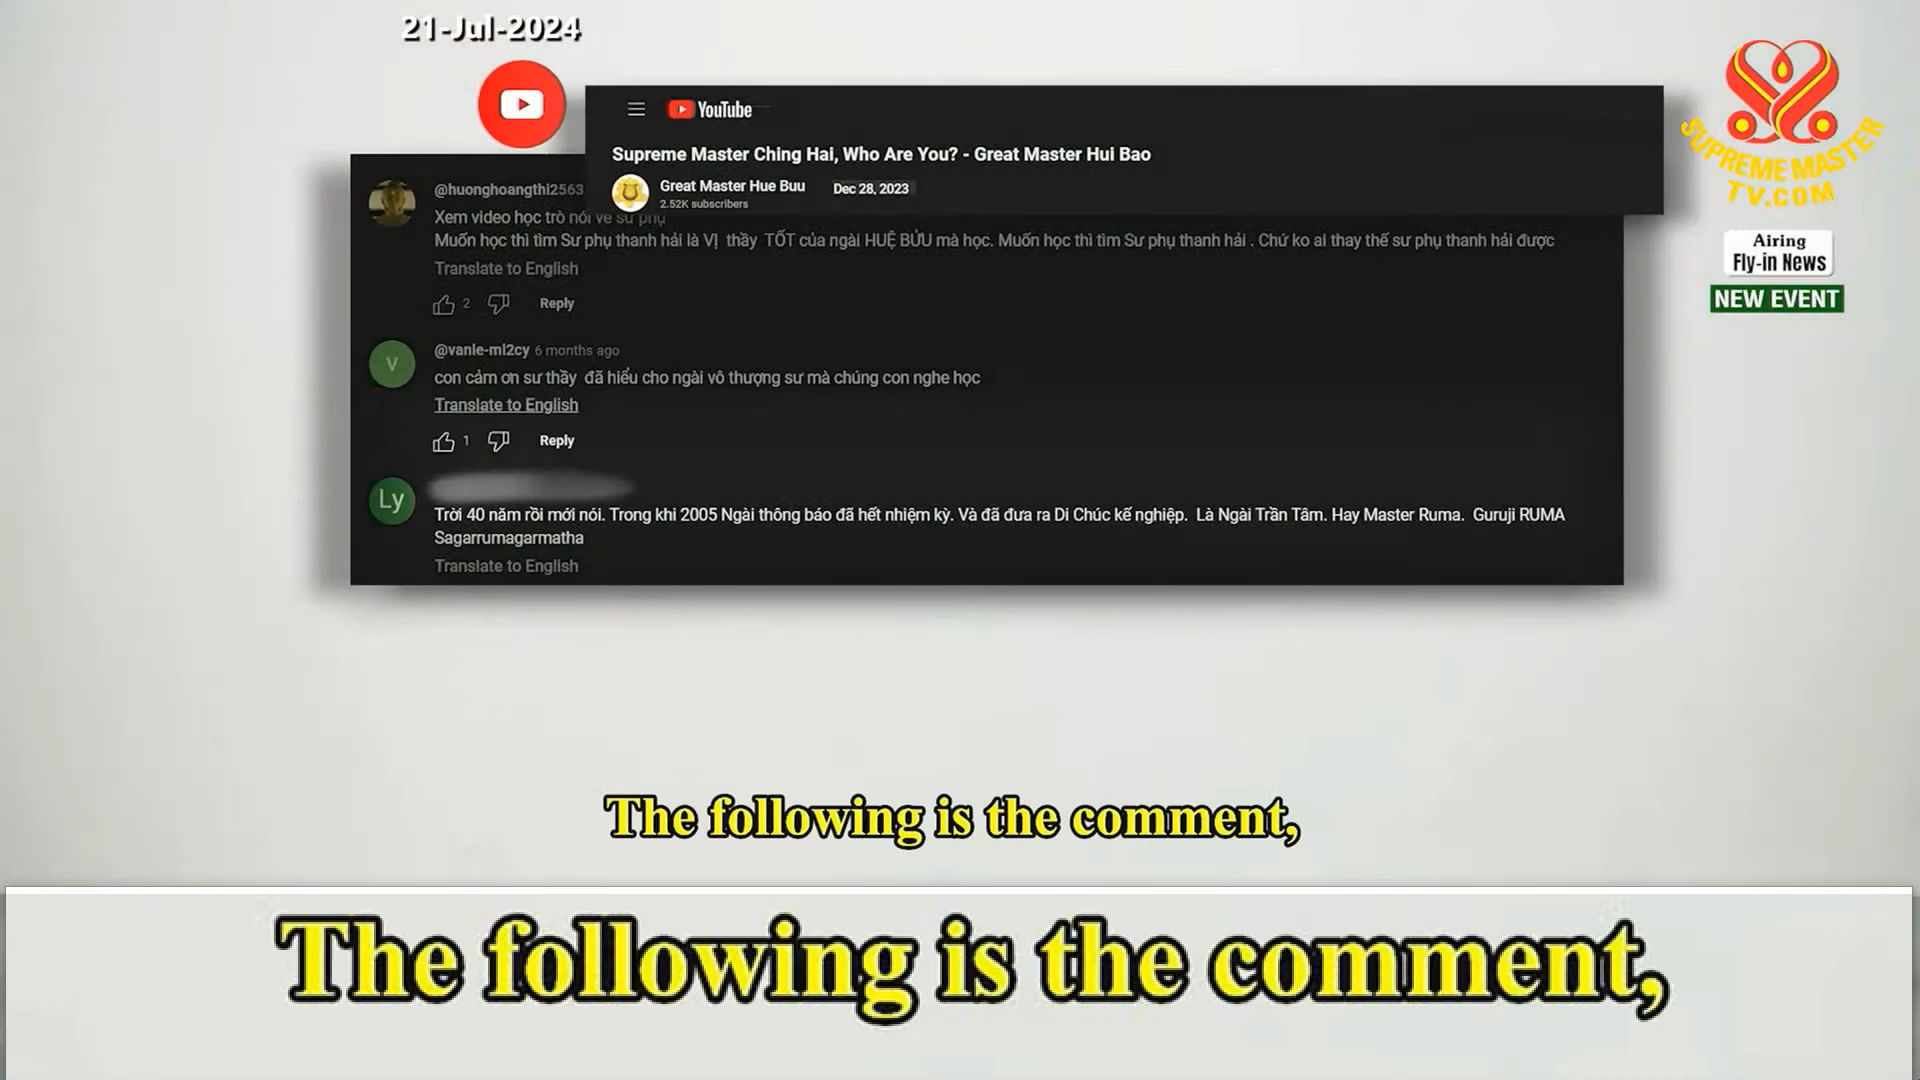 21-Jul-2024
YouTube
Supreme Master Ching Hai, Who Are You? - Great Master Hui Bao
Great Master Hue Buu Dec 28, 2023
2.52K subscribers
@huonghoangthi2563
Xem video học trò nói về sư phụ
Muốn học thì tìm Sư phụ thanh hải là VỊ thầy TỐT của ngài HUỆ BỬU mà học. Muốn học thì tìm Sư phụ thanh hải . Chứ ko ai thay thế sư phụ thanh hải được
Translate to English
2 Reply
V
@vanle-ml2cy 6 months ago
con cảm ơn sư thầy đã hiểu cho ngài vô thượng sư mà chúng con nghe học
Translate to English
1 Reply
Ly
Trời 40 năm rồi mới nói. Trong khi 2005 Ngài thông báo đã hết nhiệm kỳ. Và đã đưa ra Di Chúc kế nghiệp. Là Ngài Trần Tâm. Hay Master Ruma. Guruji RUMA
Sagarrumagarmatha
Translate to English
SUPREME MASTER
TV.COM
Airing
Fly-in News
NEW EVENT
The following is the comment,
The following is the comment,